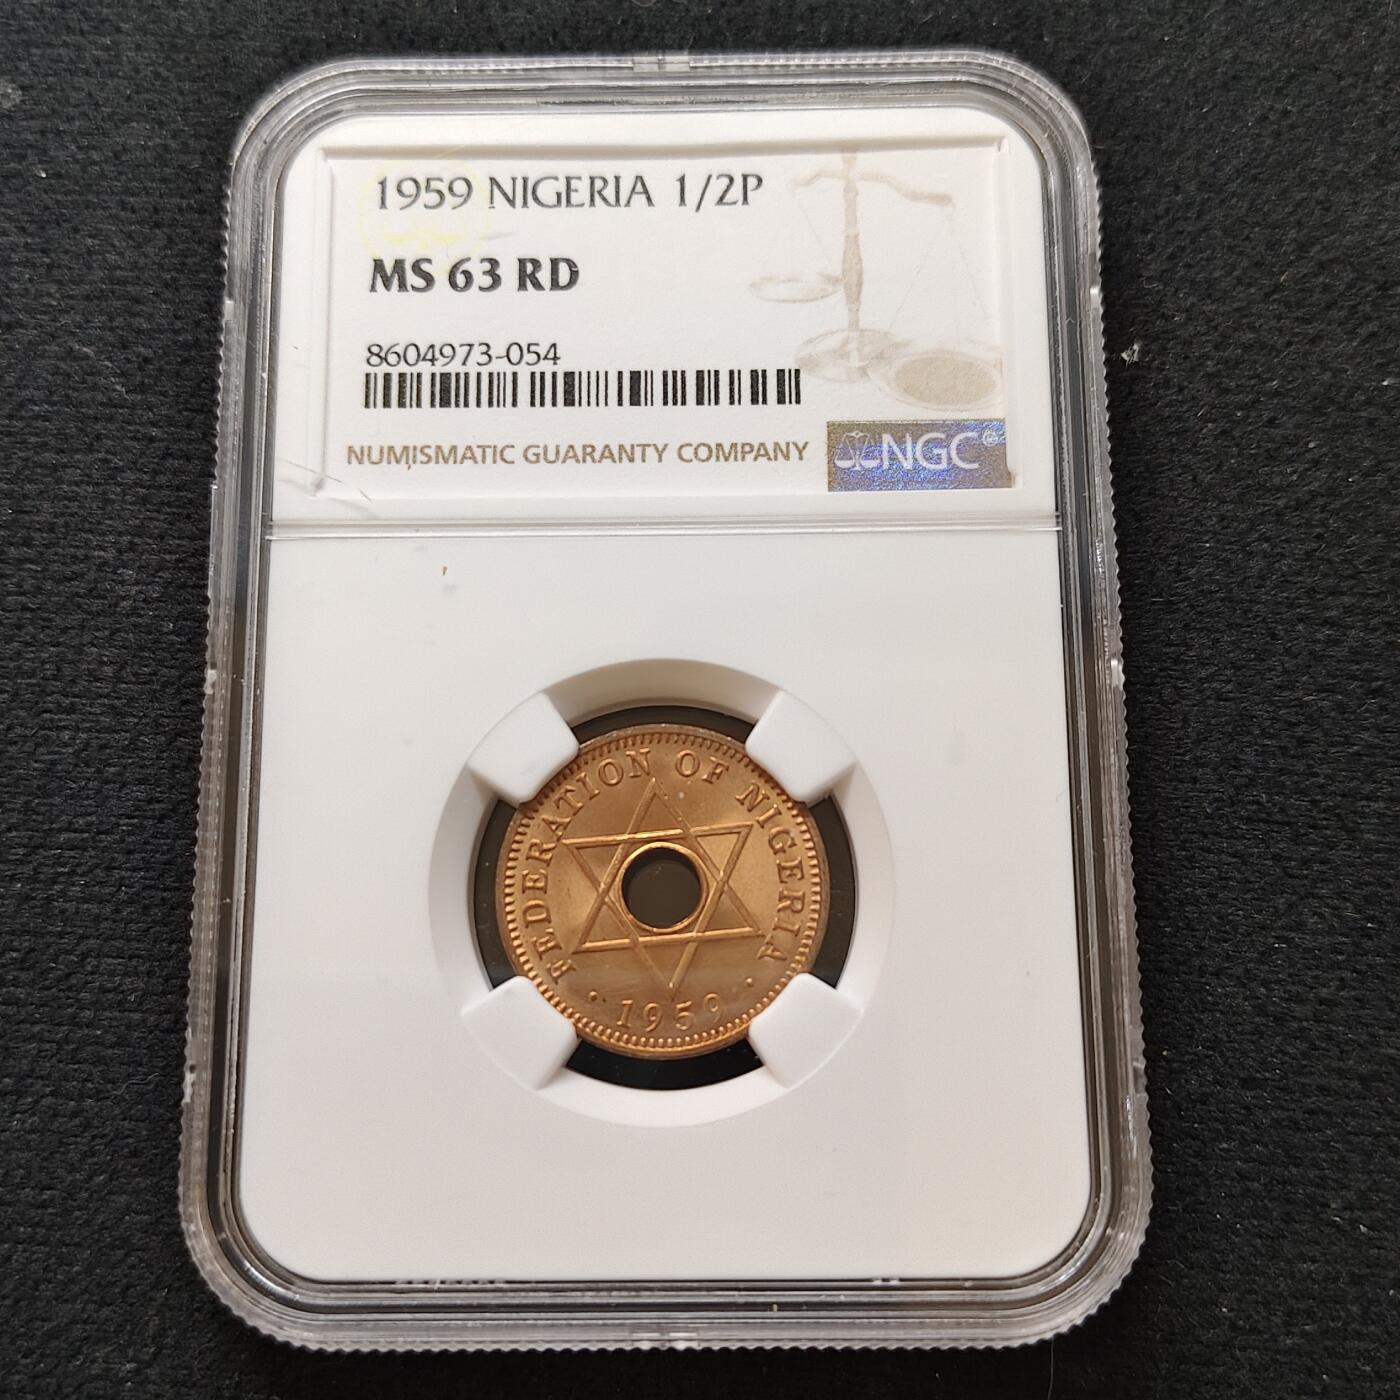 1959 NIGERIA 1/2P
MS 63 RD
8604973-054
NUMISMATIC GUARANTY COMPANY
NGC®
FEDERATION OF NIGERIA
· 1959 ·